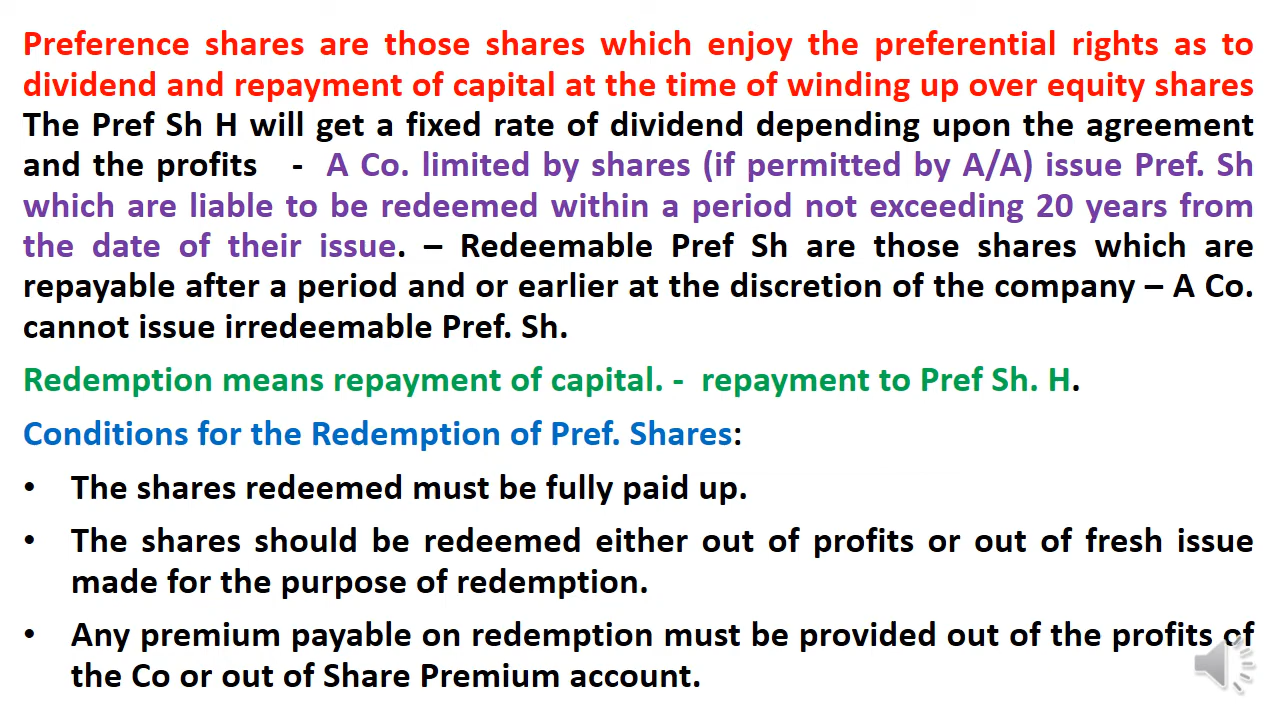 Preference shares are those shares which enjoy the preferential rights as to
dividend and repayment of capital at the time of winding up over equity shares
The Pref Sh H will get a fixed rate of dividend depending upon the agreement
and the profits - A Co. limited by shares (if permitted by A/A) issue Pref. Sh
which are liable to be redeemed within a period not exceeding 20 years from
the date of their issue. – Redeemable Pref Sh are those shares which are
repayable after a period and or earlier at the discretion of the company – A Co.
cannot issue irredeemable Pref. Sh.
Redemption means repayment of capital. - repayment to Pref Sh. H.
Conditions for the Redemption of Pref. Shares:
• The shares redeemed must be fully paid up.
• The shares should be redeemed either out of profits or out of fresh issue
made for the purpose of redemption.
• Any premium payable on redemption must be provided out of the profits of
the Co or out of Share Premium account.